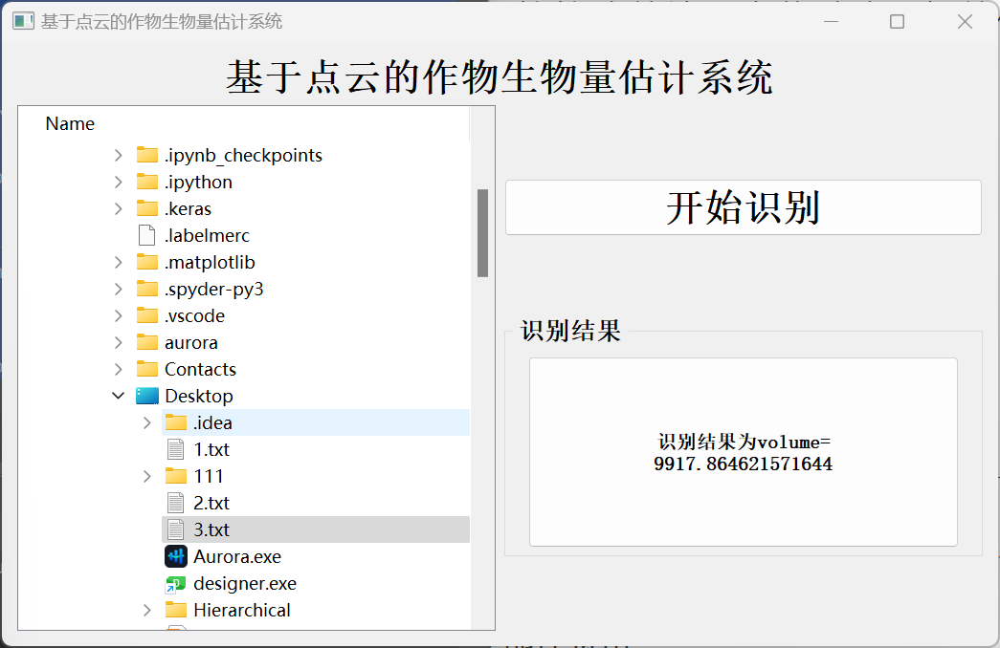 基于点云的作物生物量估计系统
基于点云的作物生物量估计系统
Name
.ipynb_checkpoints
.ipython
.keras
.labelmerc
.matplotlib
.spyder-py3
.vscode
aurora
Contacts
Desktop
.idea
1.txt
111
2.txt
3.txt
Aurora.exe
designer.exe
Hierarchical
开始识别
识别结果
识别结果为volume=
9917.864621571644